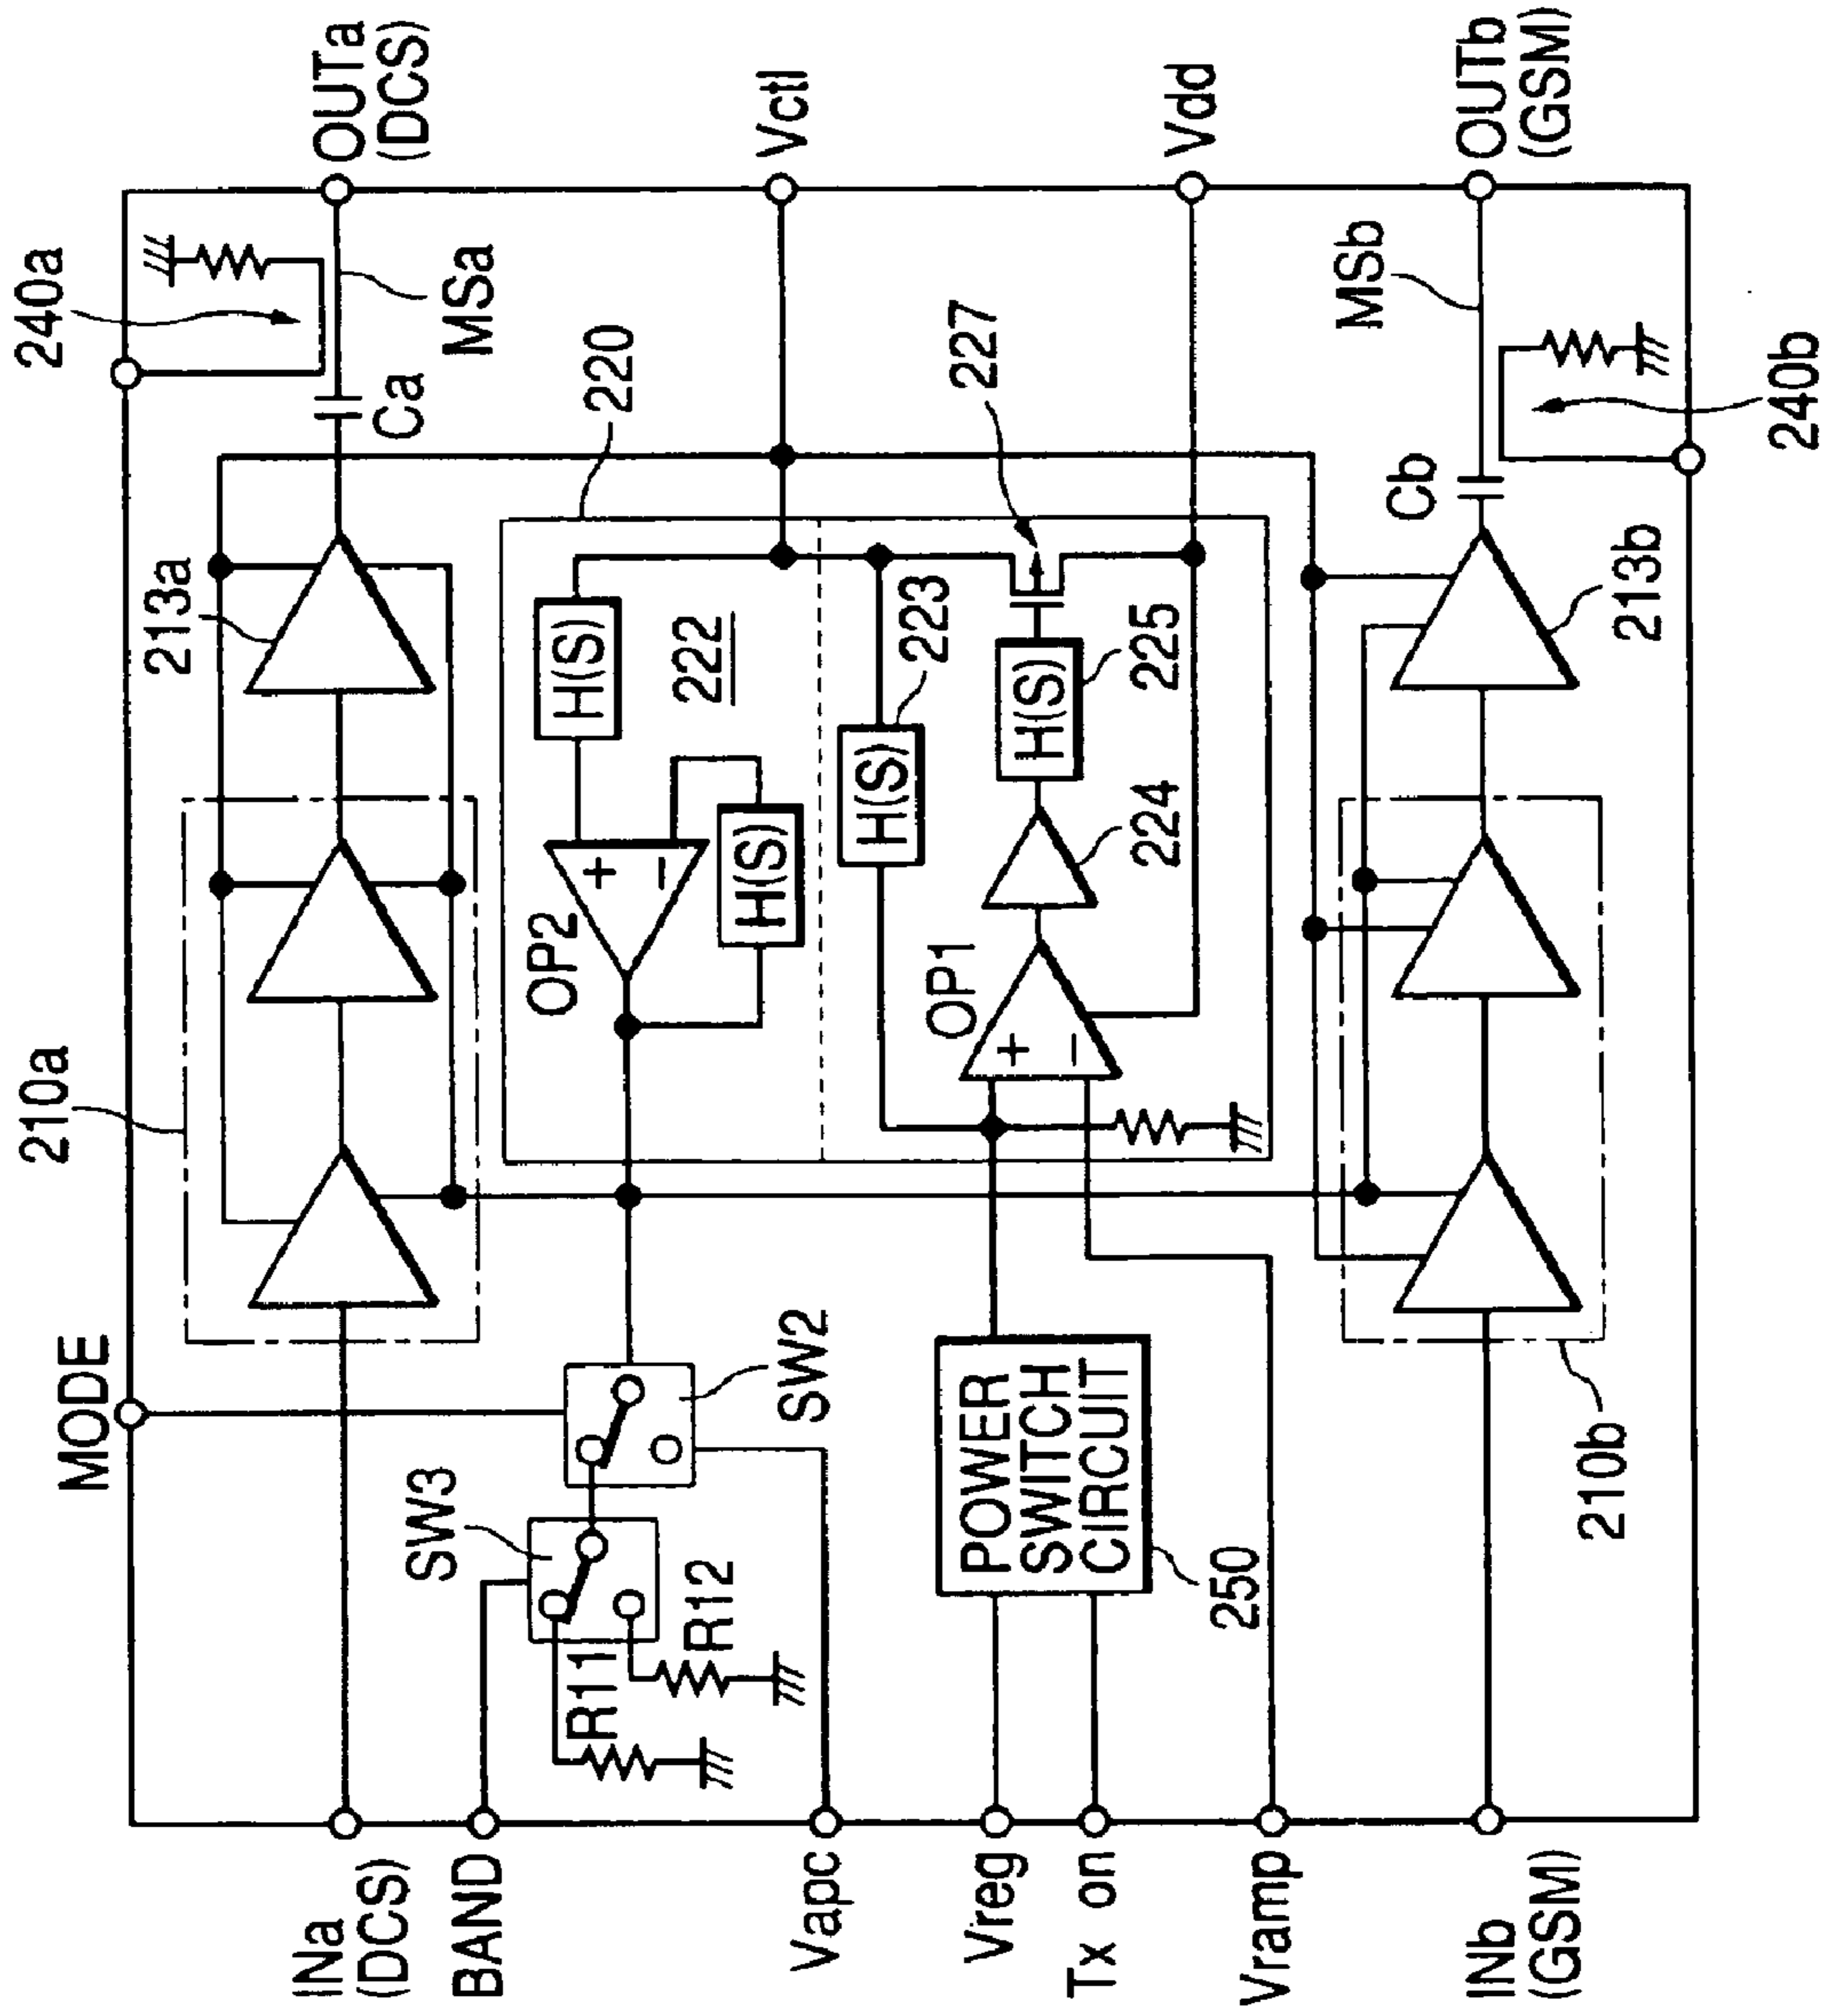 240a
OUTa
(DCS)
MSa
Ca
213a
210a
MODE
INa
(DCS)
BAND
SW3
SW2
R11
R12
Vapc
220
Vctl
H(S)
222
OP2
+
−
H(S)
H(S)
223
227
H(S)
225
224
OP1
+
−
Vdd
POWER
SWITCH
CIRCUIT
250
Vreg
Tx on
Vramp
OUTb
(GSM)
MSb
240b
Cb
213b
210b
INb
(GSM)